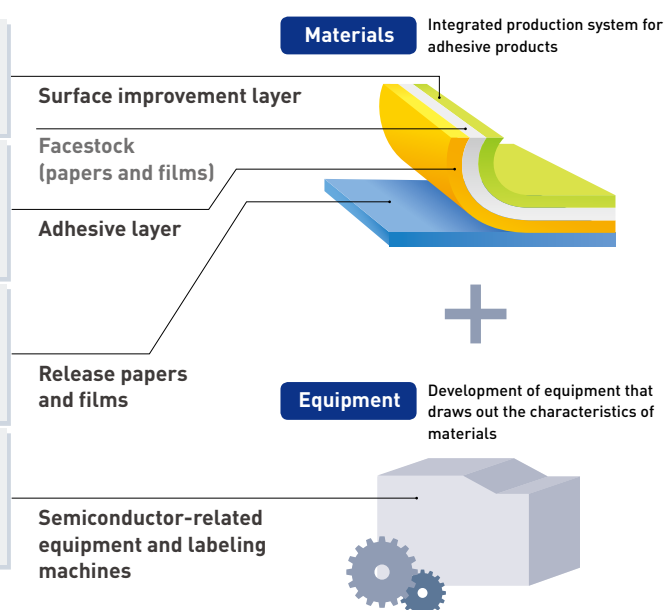 Materials
Integrated production system for
adhesive products
Surface improvement layer
Facestock
(papers and films)
Adhesive layer
Release papers
and films
Equipment
Development of equipment that
draws out the characteristics of
materials
Semiconductor-related
equipment and labeling
machines